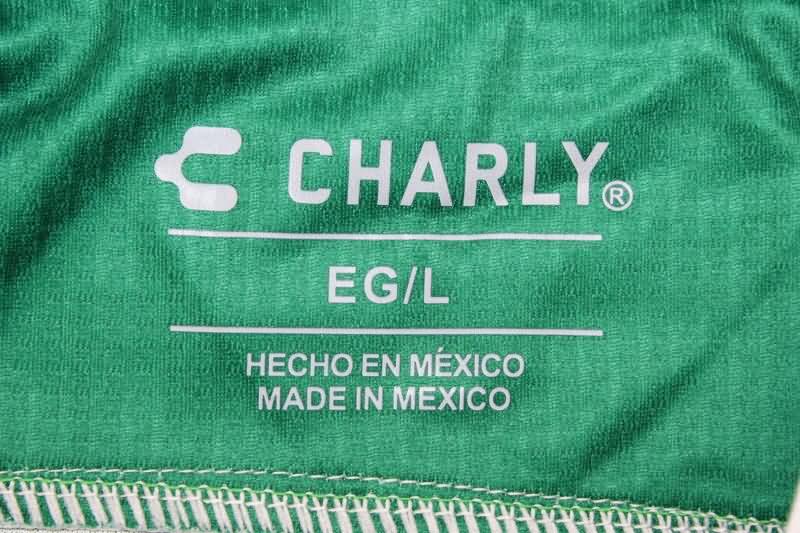 CHARLY®
EG/L
HECHO EN MÉXICO
MADE IN MEXICO